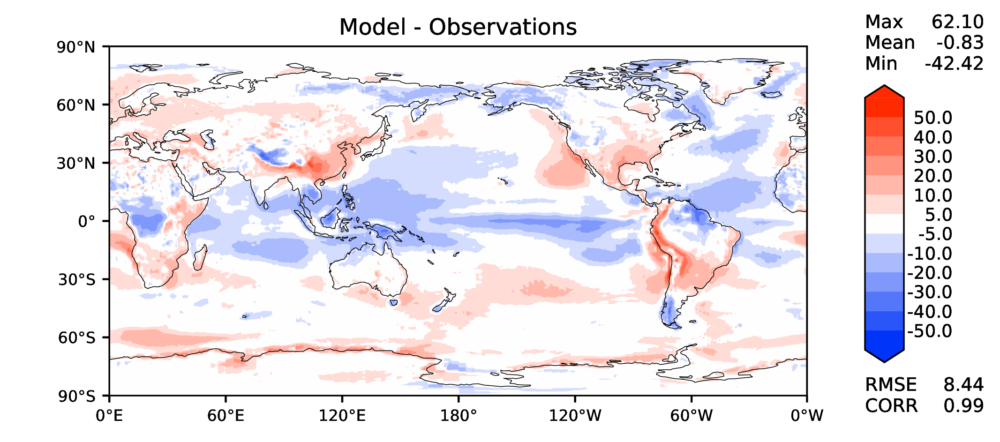 Model - Observations
Max 62.10
Mean -0.83
Min -42.42
90°N
60°N
30°N
0°
30°S
60°S
90°S
0°E 60°E 120°E 180° 120°W 60°W 0°W
50.0
40.0
30.0
20.0
10.0
5.0
-5.0
-10.0
-20.0
-30.0
-40.0
-50.0
RMSE 8.44
CORR 0.99